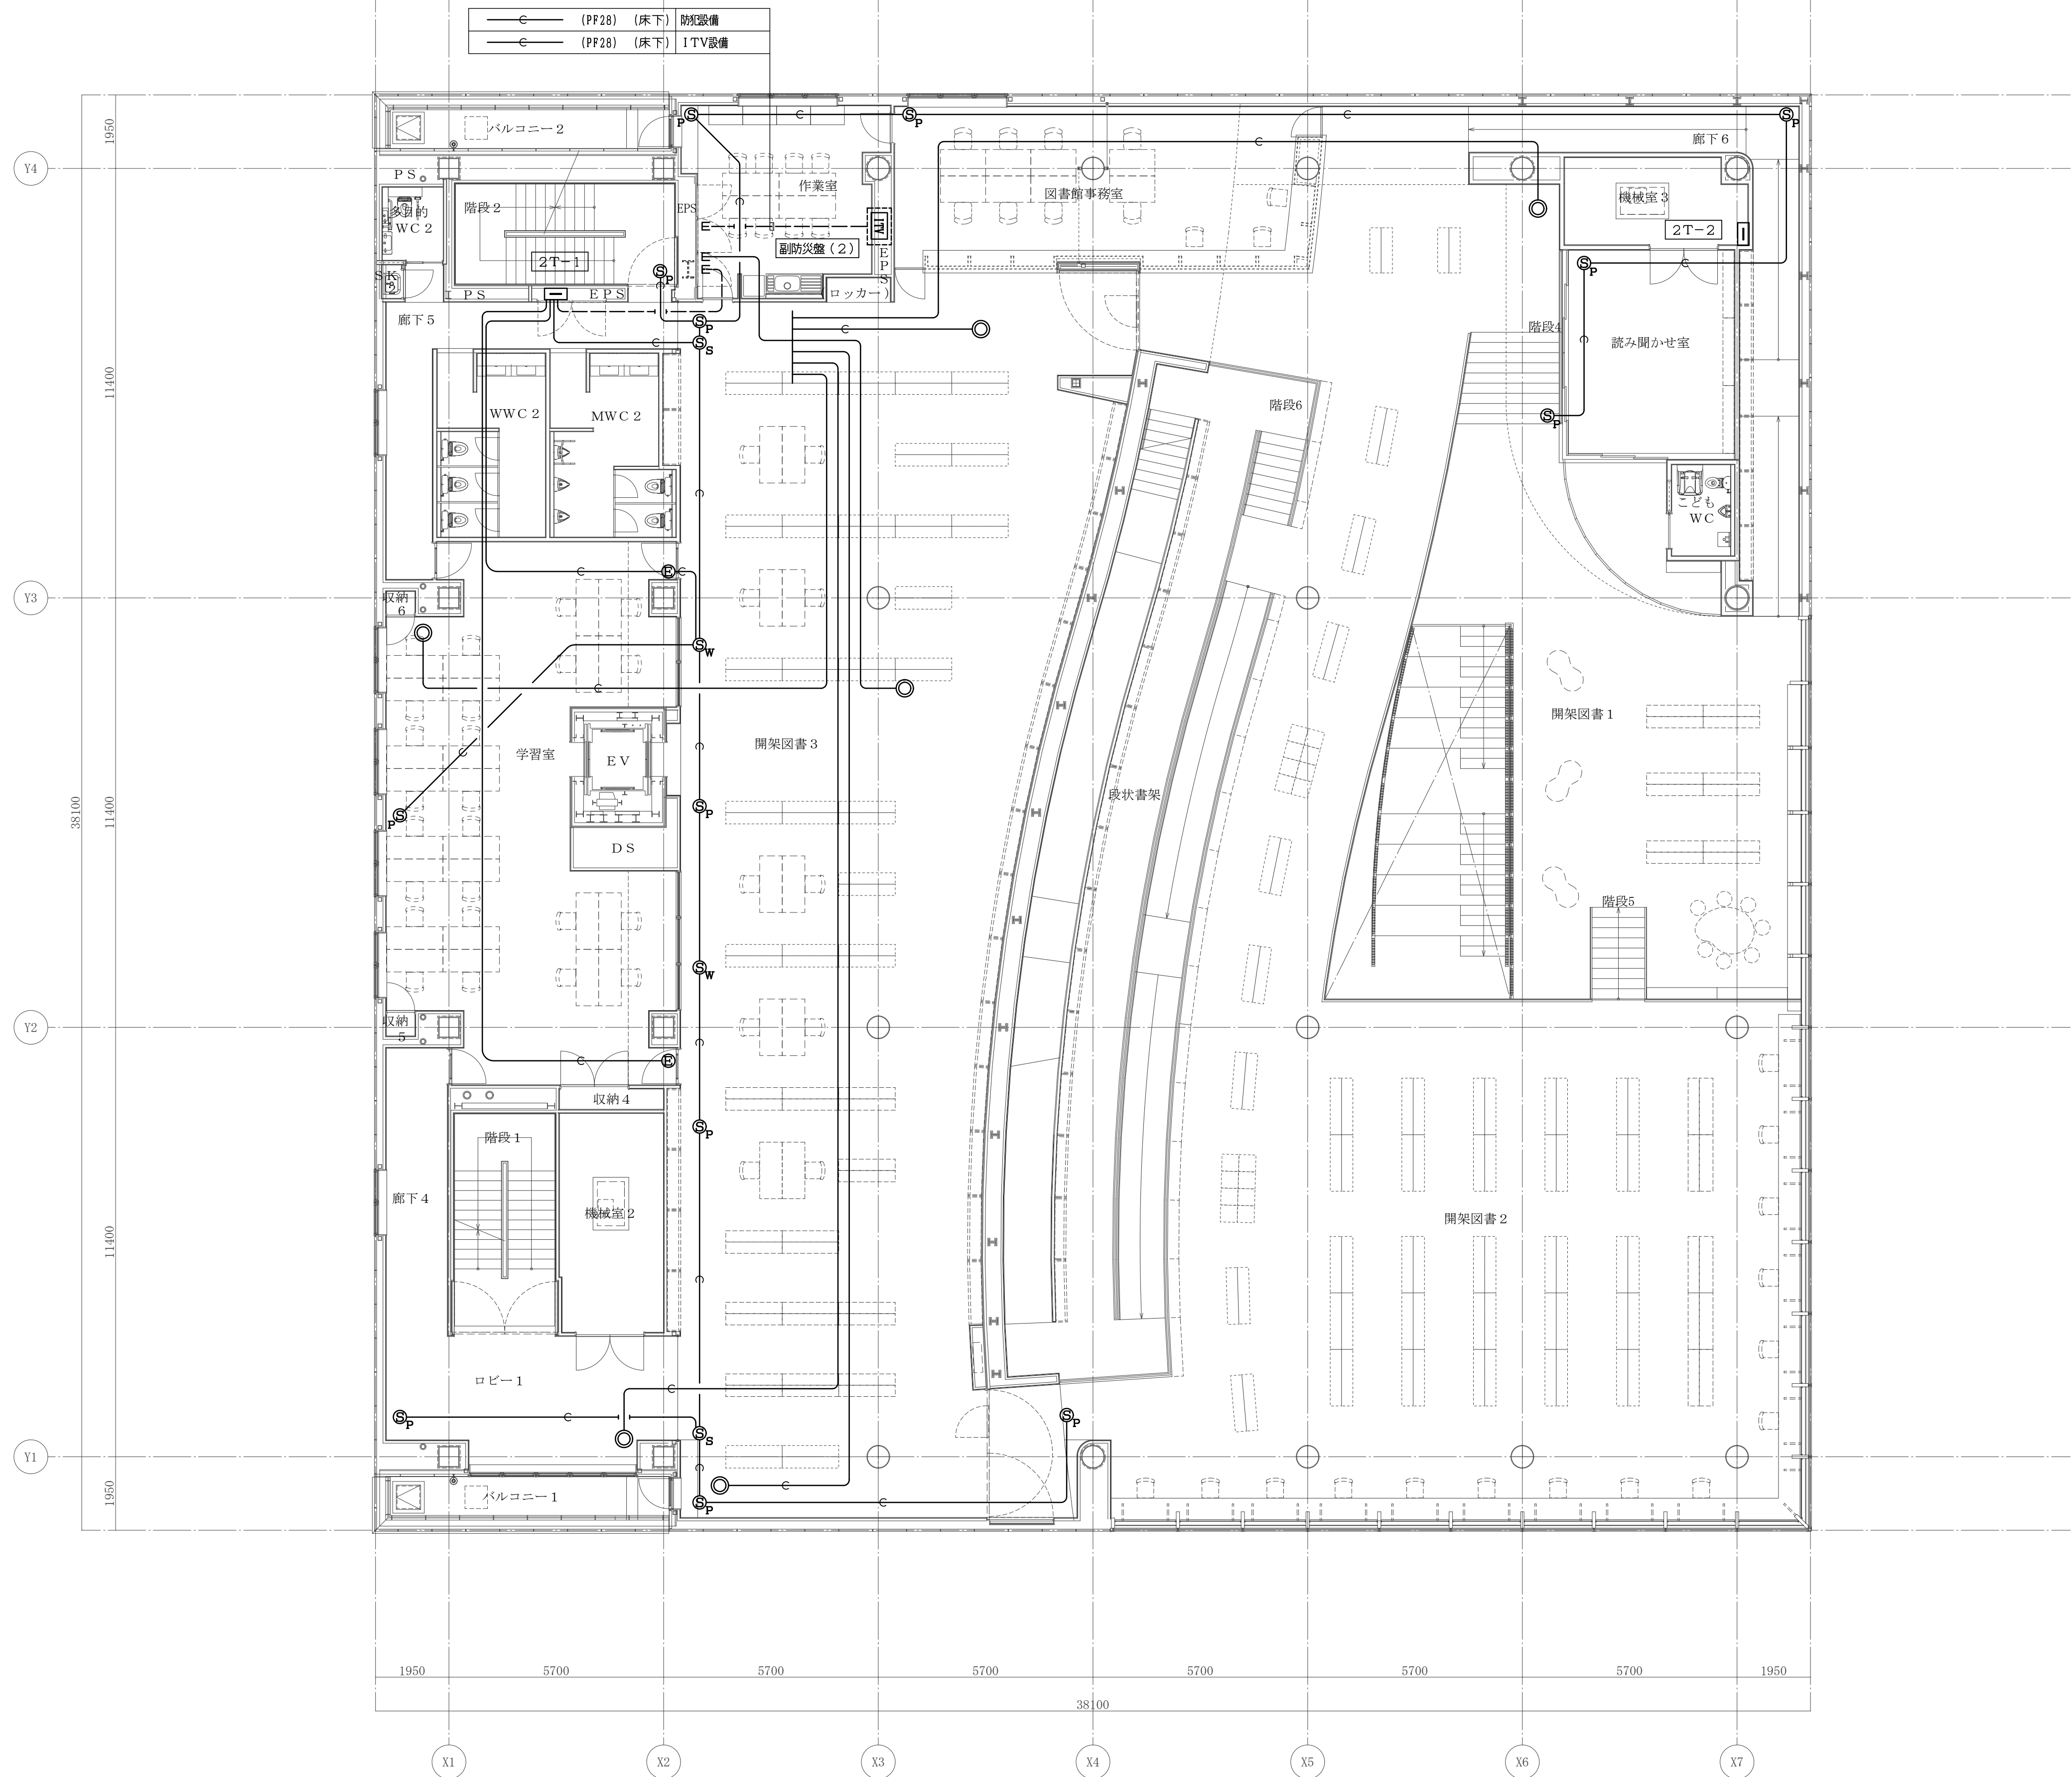 C (PF28) (床下) 防犯設備
C (PF28) (床下) ITV設備
1950
バルコニー2
S P
S P
S P
C
C
廊下6
C
Y4
PS
多目的
WC2
階段2
作業室
EPS
図書館事務室
機械室3
2T-2
ITV
E
副防災盤(2)
EPS
2T-1
SK
2
PS
EPS
(ロッカー)
S P
S P
C
廊下5
S P
S S
C
C
階段4
読み聞かせ室
11400
WWC2
MWC2
階段6
S P
こども
WC
E
C
C
Y3
収納
6
S W
C
開架図書1
学習室
EV
開架図書3
段状書架
38100
11400
S P
S P
DS
階段5
S W
Y2
収納
5
C
E
収納4
階段1
S P
廊下4
機械室2
開架図書2
11400
ロビー1
C
S P
C
S S
S P
Y1
1950
バルコニー1
S P
C
C
1950 5700 5700 5700 5700 5700 5700 1950
38100
X1 X2 X3 X4 X5 X6 X7